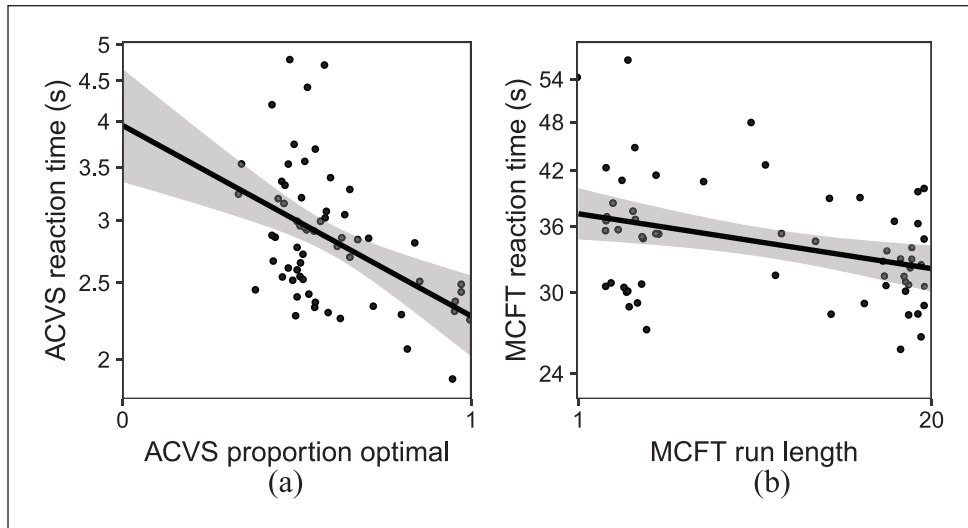 ACVS reaction time (s)
5
4.5
4
3.5
3
2.5
2
0
1
ACVS proportion optimal
(a)
MCFT reaction time (s)
54
48
42
36
30
24
1
20
MCFT run length
(b)